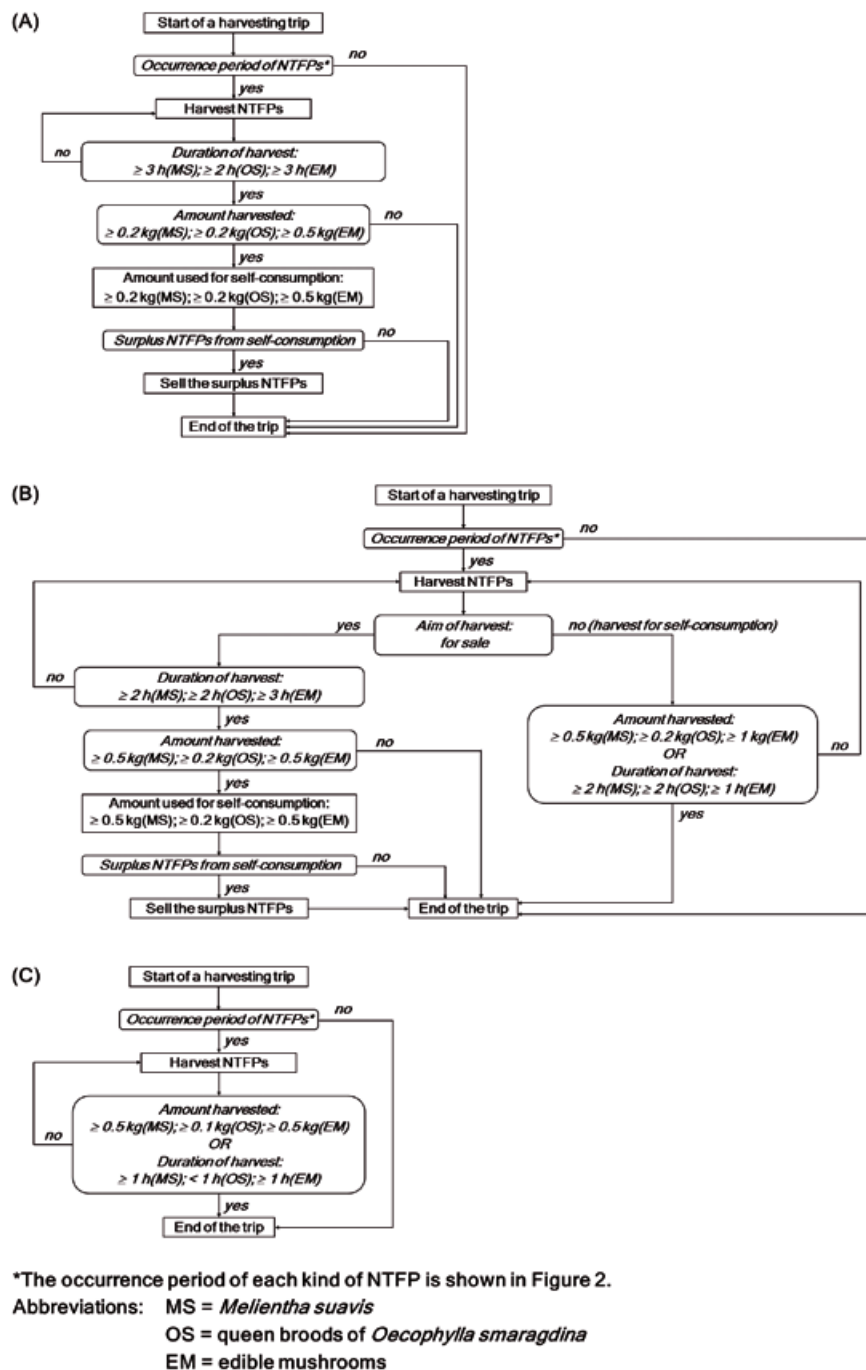 (A)
Start of a harvesting trip
Occurrence period of NTFPs*
no
yes
Harvest NTFPs
no
Duration of harvest:
≥ 3 h(MS); ≥ 2 h(OS); ≥ 3 h(EM)
yes
Amount harvested:
≥ 0.2 kg(MS); ≥ 0.2 kg(OS); ≥ 0.5 kg(EM)
no
yes
Amount used for self-consumption:
≥ 0.2 kg(MS); ≥ 0.2 kg(OS); ≥ 0.5 kg(EM)
Surplus NTFPs from self-consumption
no
yes
Sell the surplus NTFPs
End of the trip
(B)
Start of a harvesting trip
Occurrence period of NTFPs*
no
yes
Harvest NTFPs
yes
Aim of harvest:
for sale
no (harvest for self-consumption)
no
Duration of harvest:
≥ 2 h(MS); ≥ 2 h(OS); ≥ 3 h(EM)
yes
Amount harvested:
≥ 0.5 kg(MS); ≥ 0.2 kg(OS); ≥ 0.5 kg(EM)
no
yes
Amount used for self-consumption:
≥ 0.5 kg(MS); ≥ 0.2 kg(OS); ≥ 0.5 kg(EM)
Surplus NTFPs from self-consumption
no
yes
Sell the surplus NTFPs
Amount harvested:
≥ 0.5 kg(MS); ≥ 0.2 kg(OS); ≥ 1 kg(EM)
OR
Duration of harvest:
≥ 2 h(MS); ≥ 2 h(OS); ≥ 1 h(EM)
no
yes
End of the trip
(C)
Start of a harvesting trip
Occurrence period of NTFPs*
no
yes
Harvest NTFPs
no
Amount harvested:
≥ 0.5 kg(MS); ≥ 0.1 kg(OS); ≥ 0.5 kg(EM)
OR
Duration of harvest:
≥ 1 h(MS); < 1 h(OS); ≥ 1 h(EM)
yes
End of the trip
*The occurrence period of each kind of NTFP is shown in Figure 2.
Abbreviations: MS = Melientha suavis
OS = queen broods of Oecophylla smaragdina
EM = edible mushrooms